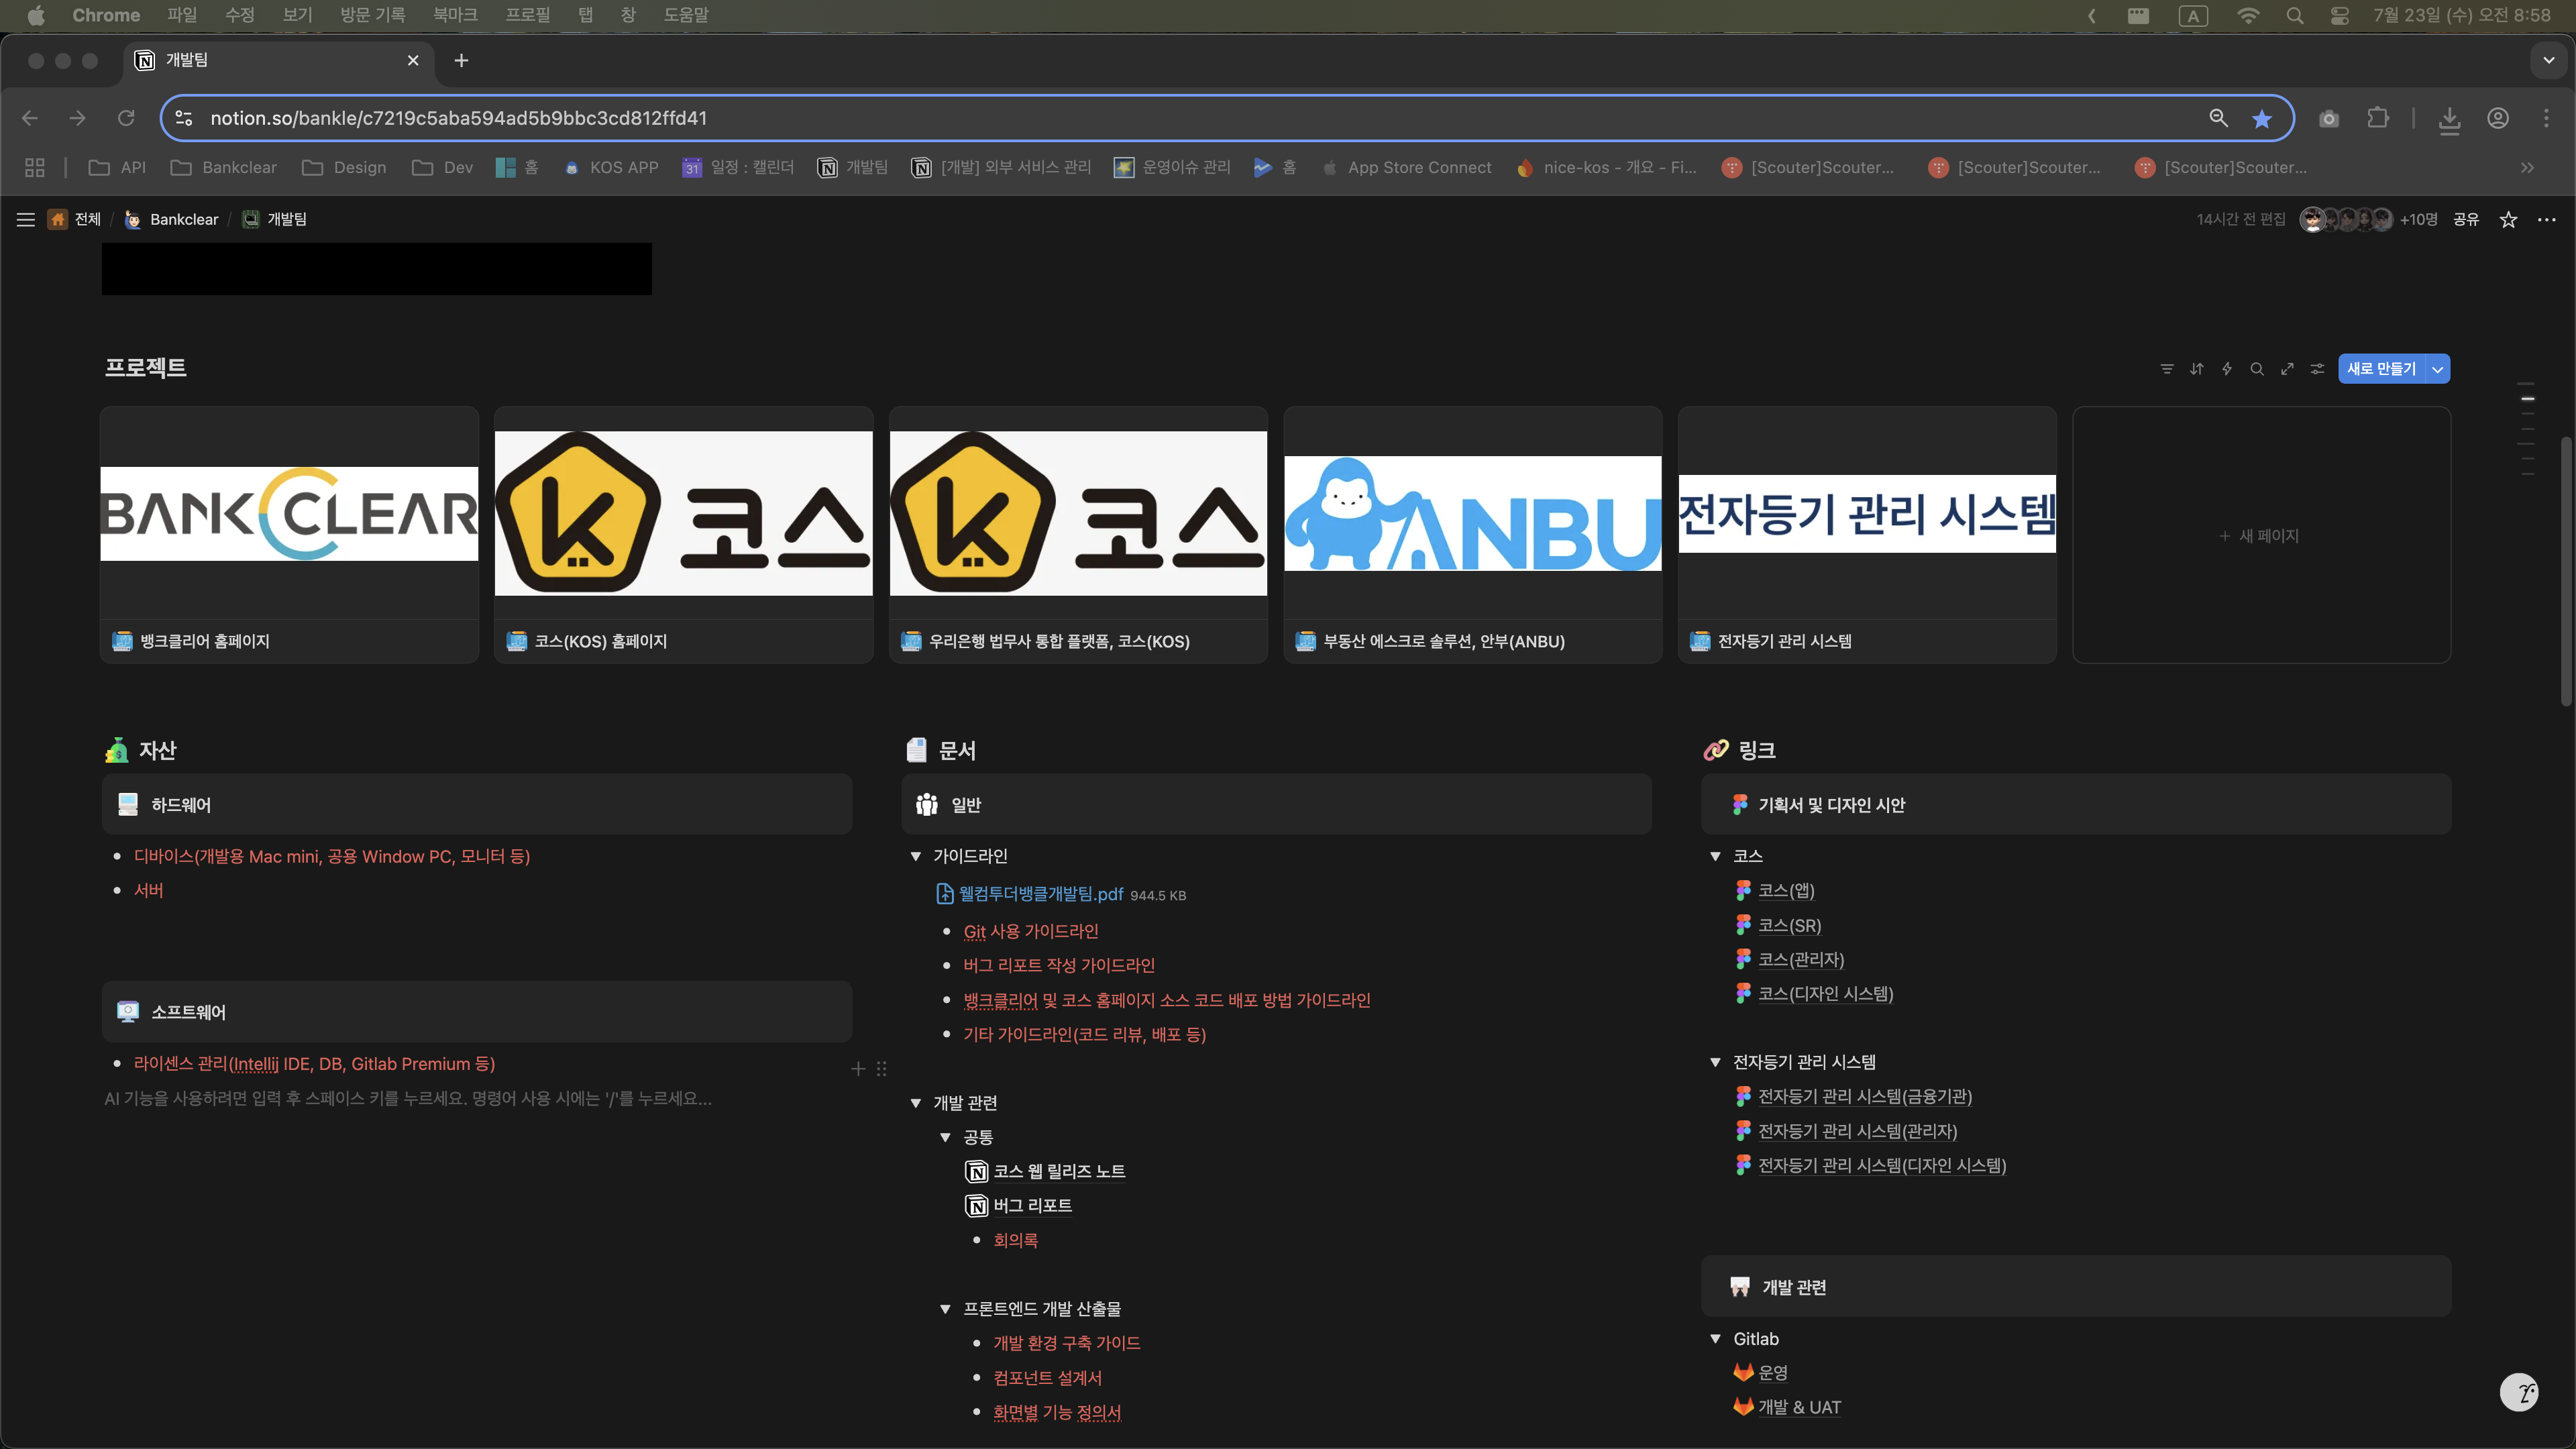 Chrome 파일 수정 보기 방문 기록 북마크 프로필 탭 창 도움말 A 7월 23일 (수) 오전 8:58
개발팀
notion.so/bankle/c7219c5aba594ad5b9bbc3cd812ffd41
API Bankclear Design Dev 홈 KOS APP 31 일정 : 캘린더 개발팀 [개발] 외부 서비스 관리 운영이슈 관리 홈 App Store Connect nice-kos - 개요 - Fi... [Scouter]Scouter... [Scouter]Scouter... [Scouter]Scouter...
전체 / Bankclear / 개발팀 14시간 전 편집 +10명 공유
프로젝트 새로 만들기
BANKCLEAR
k 코스
k 코스
ANBU
전자등기 관리 시스템
+ 새 페이지
뱅크클리어 홈페이지
코스(KOS) 홈페이지
우리은행 법무사 통합 플랫폼, 코스(KOS)
부동산 에스크로 솔루션, 안부(ANBU)
전자등기 관리 시스템
자산
하드웨어
디바이스(개발용 Mac mini, 공용 Window PC, 모니터 등)
서버
소프트웨어
라이센스 관리(Intellij IDE, DB, Gitlab Premium 등)
AI 기능을 사용하려면 입력 후 스페이스 키를 누르세요. 명령어 사용 시에는 '/'를 누르세요...
문서
일반
가이드라인
웰컴투더뱅클개발팀.pdf 944.5 KB
Git 사용 가이드라인
버그 리포트 작성 가이드라인
뱅크클리어 및 코스 홈페이지 소스 코드 배포 방법 가이드라인
기타 가이드라인(코드 리뷰, 배포 등)
개발 관련
공통
코스 웹 릴리즈 노트
버그 리포트
회의록
프론트엔드 개발 산출물
개발 환경 구축 가이드
컴포넌트 설계서
화면별 기능 정의서
링크
기획서 및 디자인 시안
코스
코스(앱)
코스(SR)
코스(관리자)
코스(디자인 시스템)
전자등기 관리 시스템
전자등기 관리 시스템(금융기관)
전자등기 관리 시스템(관리자)
전자등기 관리 시스템(디자인 시스템)
개발 관련
Gitlab
운영
개발 & UAT